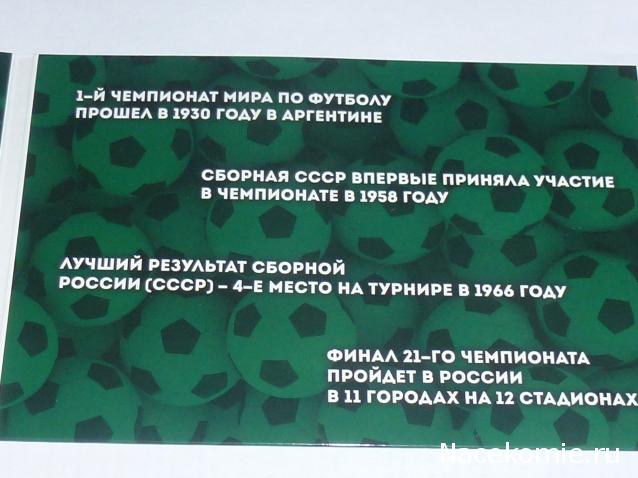 1-Й ЧЕМПИОНАТ МИРА ПО ФУТБОЛУ
ПРОШЕЛ В 1930 ГОДУ В АРГЕНТИНЕ
СБОРНАЯ СССР ВПЕРВЫЕ ПРИНЯЛА УЧАСТИЕ
В ЧЕМПИОНАТЕ В 1958 ГОДУ
ЛУЧШИЙ РЕЗУЛЬТАТ СБОРНОЙ
РОССИИ (СССР) – 4-Е МЕСТО НА ТУРНИРЕ В 1966 ГОДУ
ФИНАЛ 21-ГО ЧЕМПИОНАТА
ПРОЙДЕТ В РОССИИ
В 11 ГОРОДАХ НА 12 СТАДИОНАХ
Nacekomie.ru